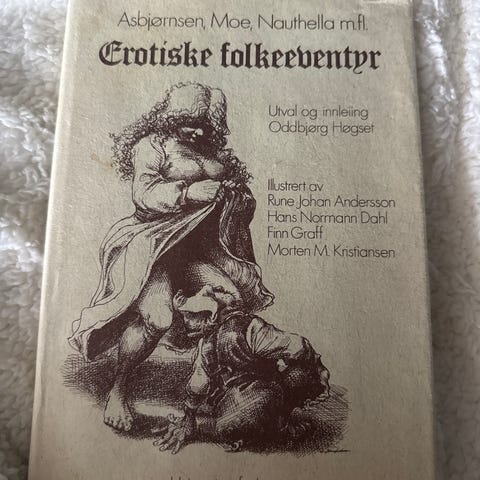 Asbjørnsen, Moe, Nauthella m.fl.
Erotiske folkeeventyr
Utval og innleiing
Oddbjørg Høgset
Illustrert av
Rune Johan Andersson
Hans Normann Dahl
Finn Graff
Morten M. Kristiansen